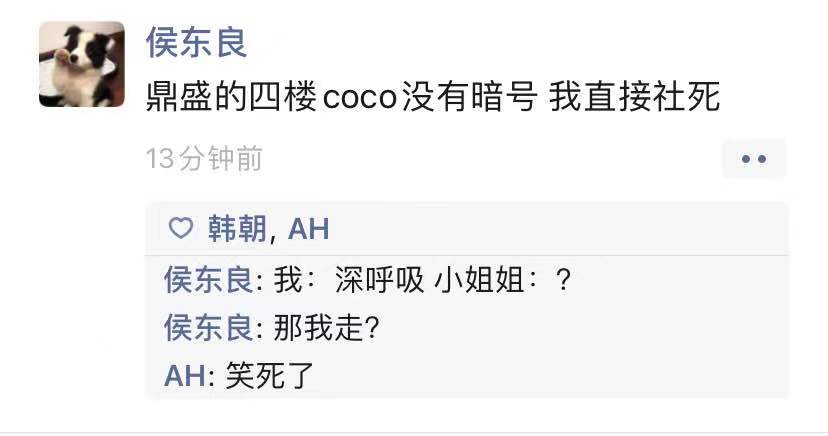 侯东良
鼎盛的四楼coco没有暗号 我直接社死
13分钟前
韩朝, AH
侯东良: 我：深呼吸 小姐姐：？
侯东良: 那我走?
AH: 笑死了